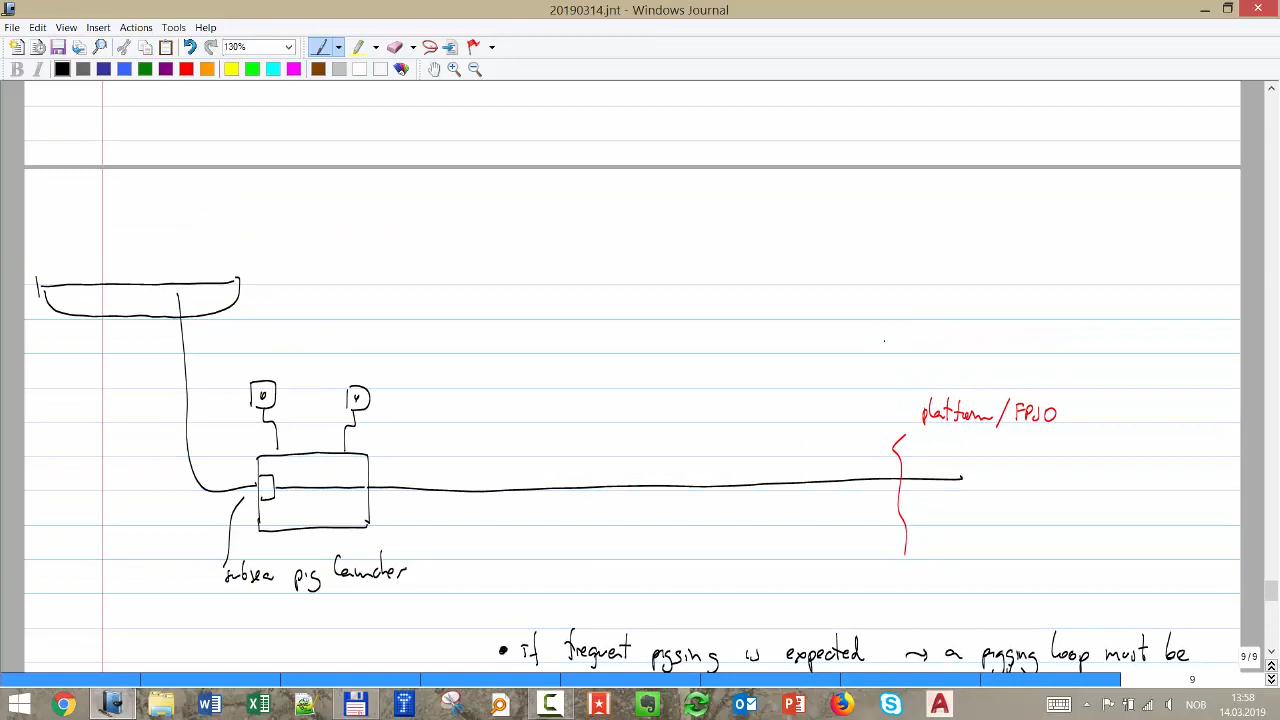 20190314.jnt - Windows Journal
File Edit View Insert Actions Tools Help
130%
B I
platform/FPSO
subsea pig launcher
• if frequent pigging is expected → a pigging loop must be
9/9
9
NOB
13:58
14.03.2019